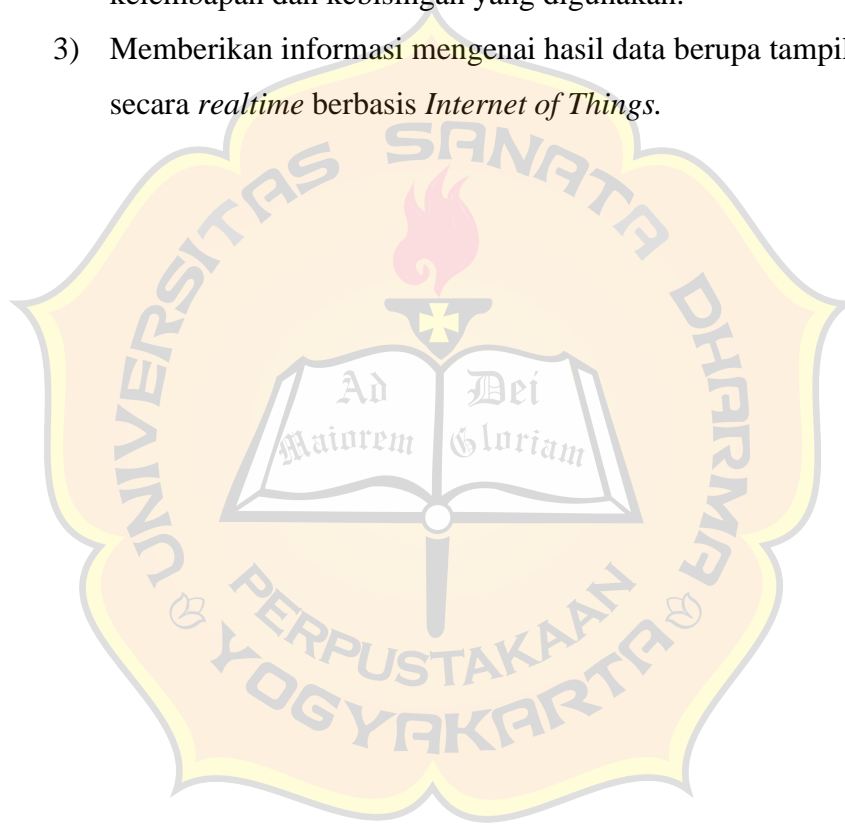 kelembapan dan kebisingan yang digunakan.
3) Memberikan informasi mengenai hasil data berupa
secara realtime berbasis Internet of Things.
UNIVERSITAS SANATA DHARMA
Ad Dei
Maiorem Gloriam
PERPUSTAKAAN
YOGYAKARTA